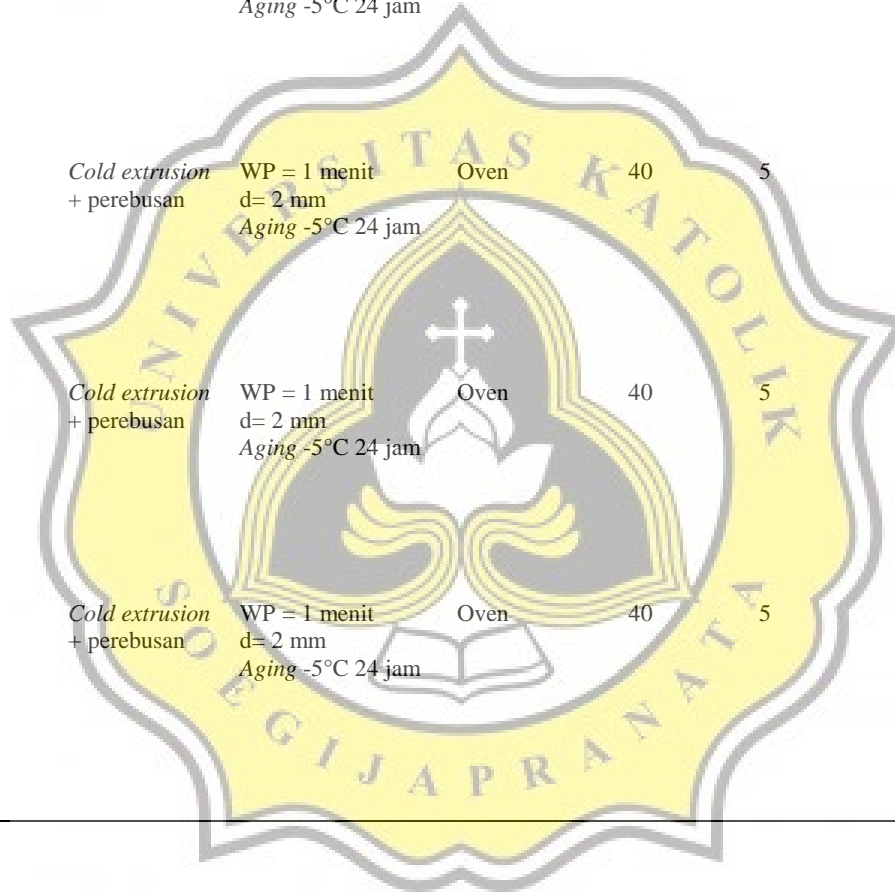 Aging -5°C 24 jam
Cold extrusion WP = 1 menit Oven 40 5
+ perebusan d= 2 mm
Aging -5°C 24 jam
Cold extrusion WP = 1 menit Oven 40 5
+ perebusan d= 2 mm
Aging -5°C 24 jam
Cold extrusion WP = 1 menit Oven 40 5
+ perebusan d= 2 mm
Aging -5°C 24 jam
UNIVERSITAS KATOLIK
SOEGIJAPRANATA